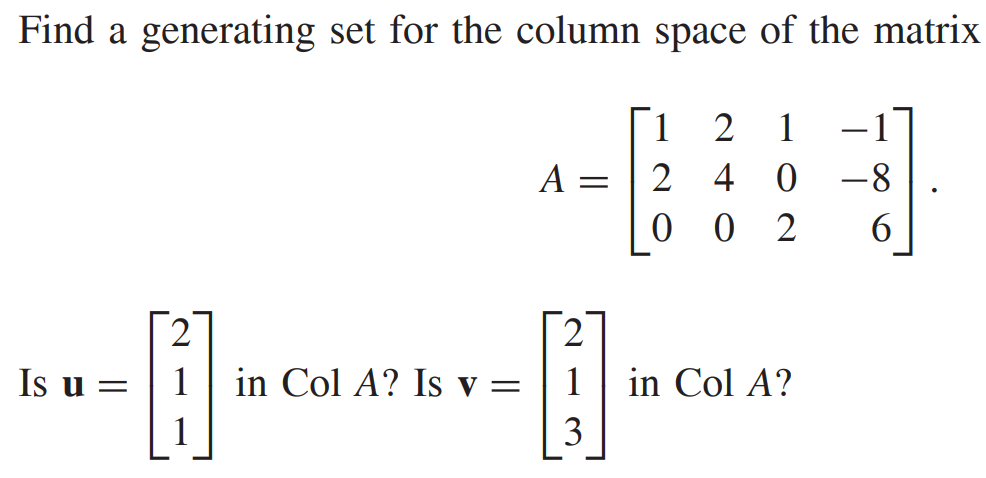 Find a generating set for the column space of the matrix
A = [1 2 1 −1
2 4 0 −8
0 0 2 6].
Is u = [2 1 1] in Col A? Is v = [2 1 3] in Col A?